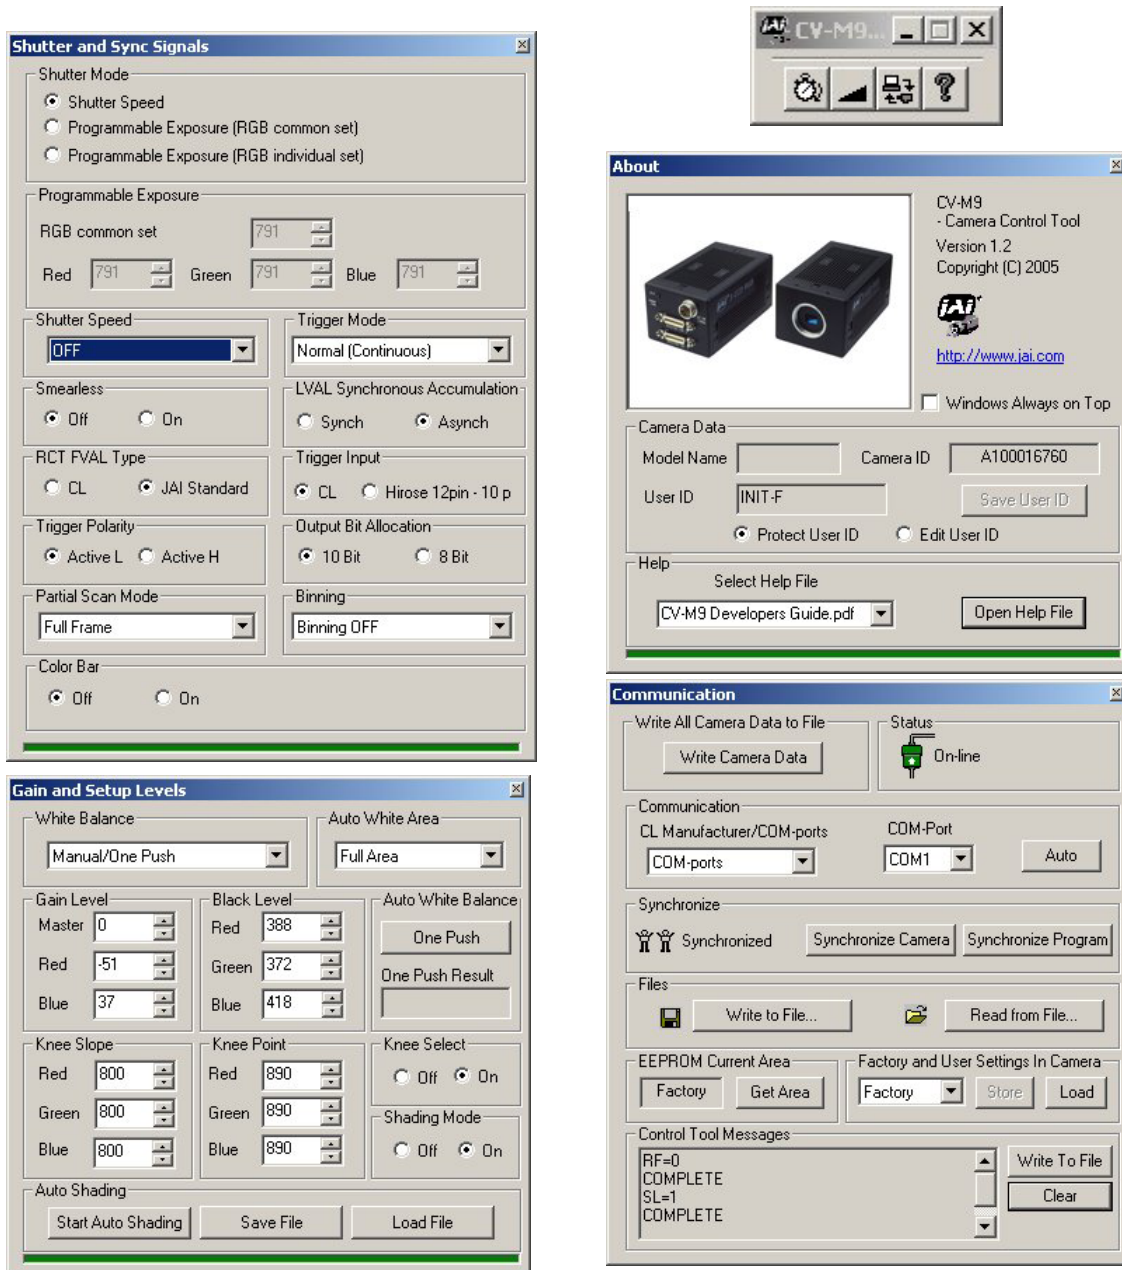 Shutter and Sync Signals
Shutter Mode
Shutter Speed
Programmable Exposure (RGB common set)
Programmable Exposure (RGB individual set)
Programmable Exposure
RGB common set 791
Red 791 Green 791 Blue 791
Shutter Speed Trigger Mode
OFF Normal (Continuous)
Smearless LVAL Synchronous Accumulation
Off On Synch Asynch
RCT FVAL Type Trigger Input
CL JAI Standard CL Hirose 12pin - 10 p
Trigger Polarity Output Bit Allocation
Active L Active H 10 Bit 8 Bit
Partial Scan Mode Binning
Full Frame Binning OFF
Color Bar
Off On
Gain and Setup Levels
White Balance Auto White Area
Manual/One Push Full Area
Gain Level Black Level Auto White Balance
Master 0 Red 388 One Push
Red -51 Green 372 One Push Result
Blue 37 Blue 418
Knee Slope Knee Point Knee Select
Red 800 Red 890 Off On
Green 800 Green 890 Shading Mode
Blue 800 Blue 890 Off On
Auto Shading
Start Auto Shading Save File Load File
JAi CV-M9...
About
CV-M9
- Camera Control Tool
Version 1.2
Copyright (C) 2005
JAi
http://www.jai.com
Windows Always on Top
Camera Data
Model Name Camera ID A100016760
User ID INIT-F Save User ID
Protect User ID Edit User ID
Help
Select Help File
CV-M9 Developers Guide.pdf Open Help File
Communication
Write All Camera Data to File Status
Write Camera Data On-line
Communication
CL Manufacturer/COM-ports COM-Port
COM-ports COM1 Auto
Synchronize
Synchronized Synchronize Camera Synchronize Program
Files
Write to File... Read from File...
EEPROM Current Area Factory and User Settings In Camera
Factory Get Area Factory Store Load
Control Tool Messages
RF=0 Write To File
COMPLETE
SL=1 Clear
COMPLETE